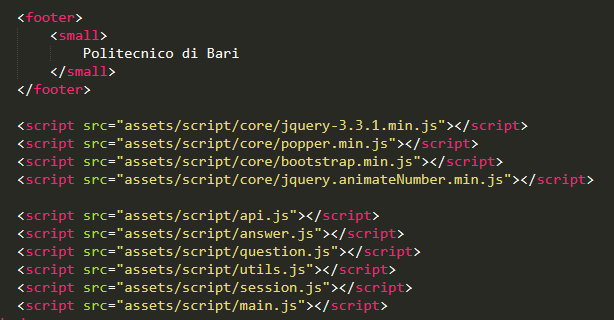 <footer>
<small>
Politecnico di Bari
</small>
</footer>
<script src="assets/script/core/jquery-3.3.1.min.js"></script>
<script src="assets/script/core/popper.min.js"></script>
<script src="assets/script/core/bootstrap.min.js"></script>
<script src="assets/script/core/jquery.animateNumber.min.js"></script>
<script src="assets/script/api.js"></script>
<script src="assets/script/answer.js"></script>
<script src="assets/script/question.js"></script>
<script src="assets/script/utils.js"></script>
<script src="assets/script/session.js"></script>
<script src="assets/script/main.js"></script>